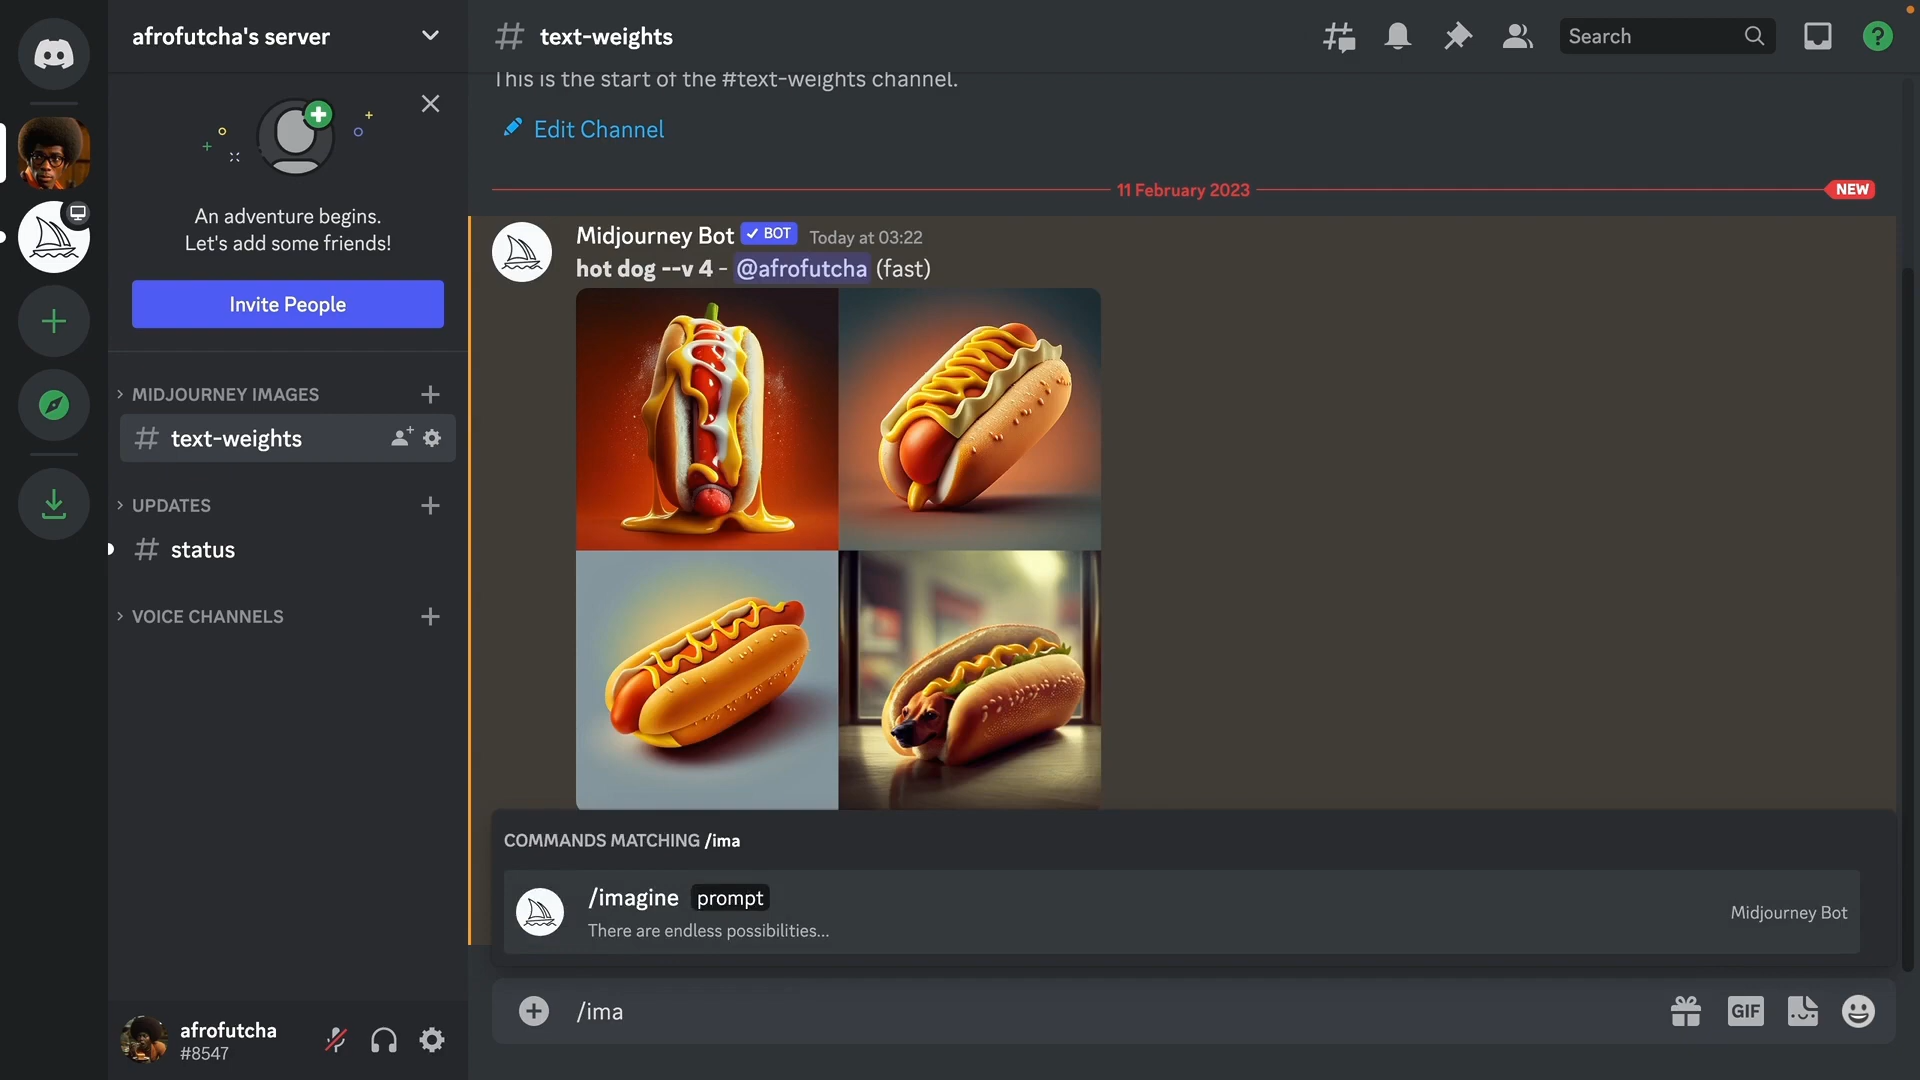 afrofutcha's server
An adventure begins.
Let's add some friends!
Invite People
MIDJOURNEY IMAGES
text-weights
UPDATES
status
VOICE CHANNELS
afrofutcha
#8547
text-weights
Search
?
This is the start of the #text-weights channel.
Edit Channel
11 February 2023
NEW
Midjourney Bot BOT Today at 03:22
hot dog --v 4 - @afrofutcha (fast)
COMMANDS MATCHING /ima
/imagine prompt
There are endless possibilities...
Midjourney Bot
/ima
GIF